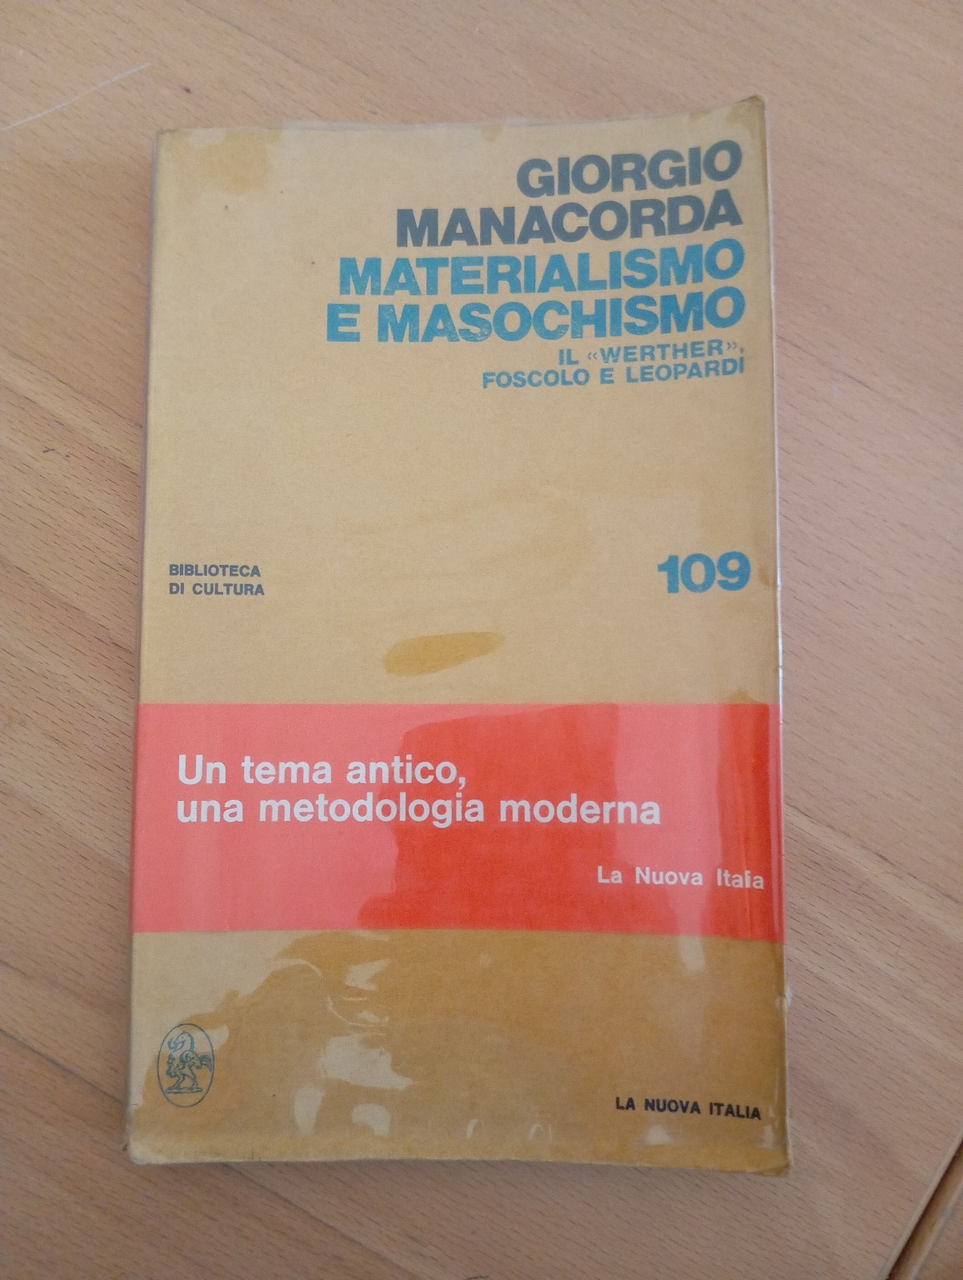 GIORGIO
MANACORDA
MATERIALISMO
E MASOCHISMO
IL «WERTHER»,
FOSCOLO E LEOPARDI
BIBLIOTECA
DI CULTURA
109
Un tema antico,
una metodologia moderna
La Nuova Italia
LA NUOVA ITALIA